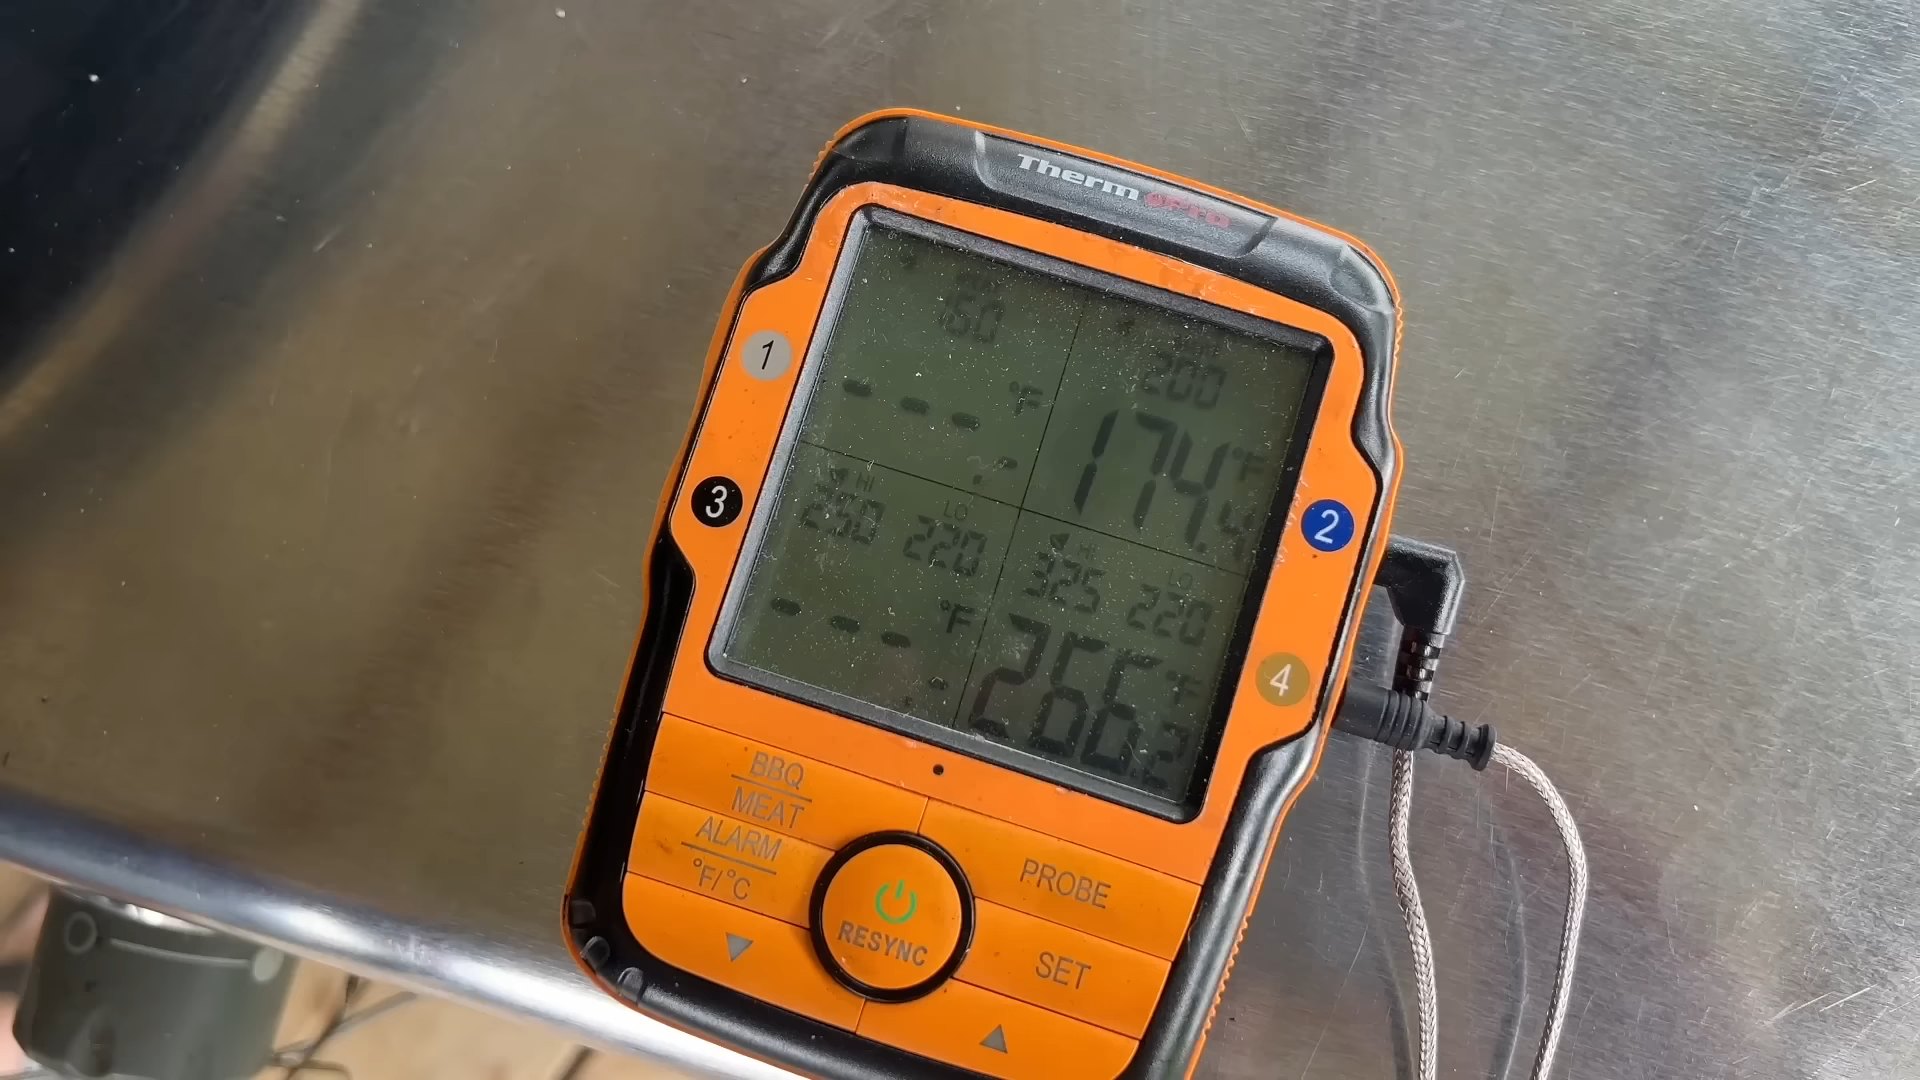 ThermoPro
1
160
°F
---.-
2
200
174.4 °F
3
HI
250
LO
220
°F
---.-
4
HI
325
LO
220
266.2 °F
BBQ
MEAT
ALARM
°F/°C
PROBE
SET
RESYNC